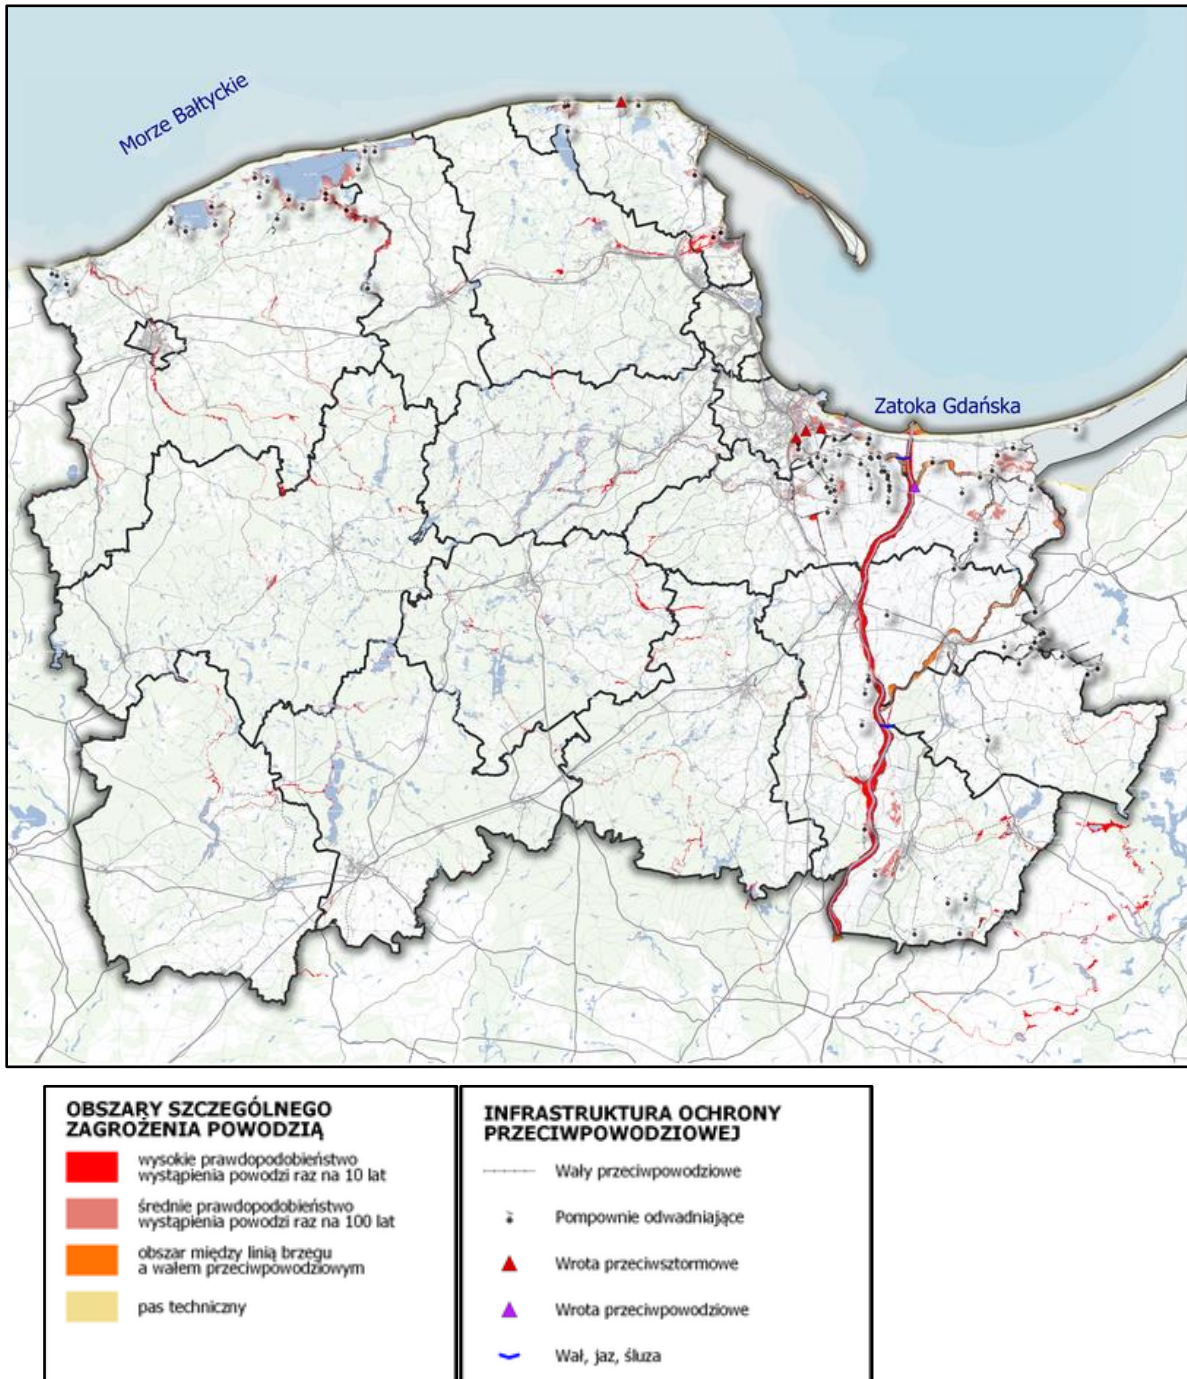 Morze Bałtyckie
Zatoka Gdańska
OBSZARY SZCZEGÓLNEGO
ZAGROŻENIA POWODZIĄ
wysokie prawdopodobieństwo
wystąpienia powodzi raz na 10 lat
średnie prawdopodobieństwo
wystąpienia powodzi raz na 100 lat
obszar między linią brzegu
a wałem przeciwpowodziowym
pas techniczny
INFRASTRUKTURA OCHRONY
PRZECIWPOWODZIOWEJ
Wały przeciwpowodziowe
Pompownie odwadniające
Wrota przeciwsztormowe
Wrota przeciwpowodziowe
Wał, jaz, śluza